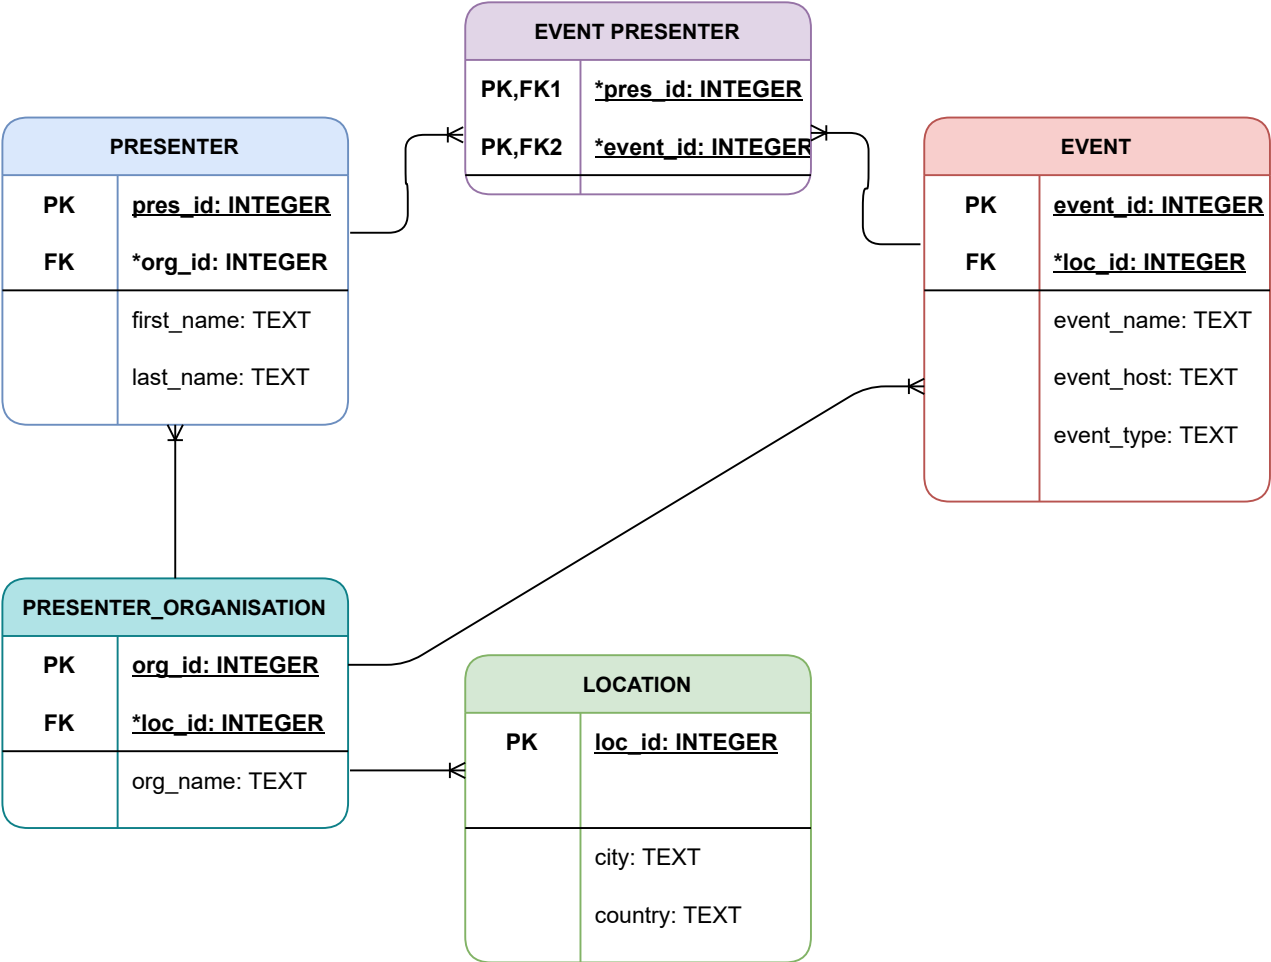 EVENT PRESENTER
PK,FK1 *pres_id: INTEGER
PK,FK2 *event_id: INTEGER
PRESENTER
PK pres_id: INTEGER
FK *org_id: INTEGER
first_name: TEXT
last_name: TEXT
EVENT
PK event_id: INTEGER
FK *loc_id: INTEGER
event_name: TEXT
event_host: TEXT
event_type: TEXT
PRESENTER_ORGANISATION
PK org_id: INTEGER
FK *loc_id: INTEGER
org_name: TEXT
LOCATION
PK loc_id: INTEGER
city: TEXT
country: TEXT